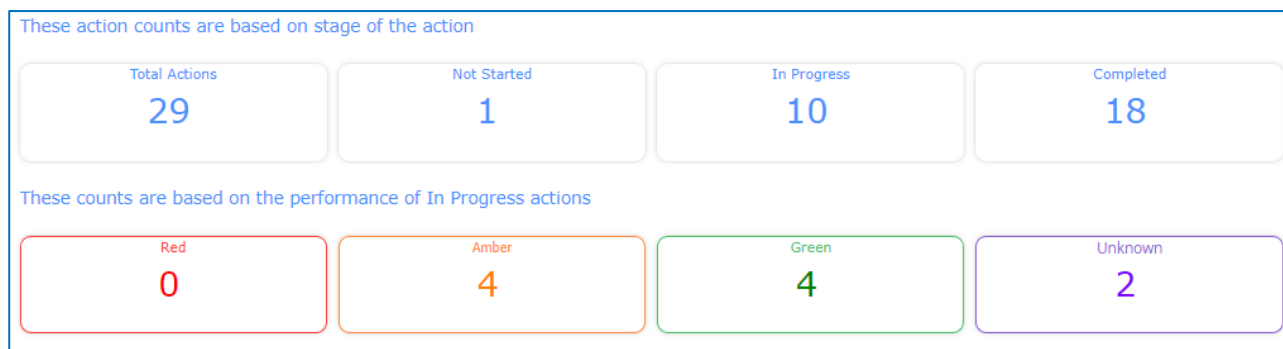 These action counts are based on stage of the action
Total Actions
29
Not Started
1
In Progress
10
Completed
18
These counts are based on the performance of In Progress actions
Red
0
Amber
4
Green
4
Unknown
2